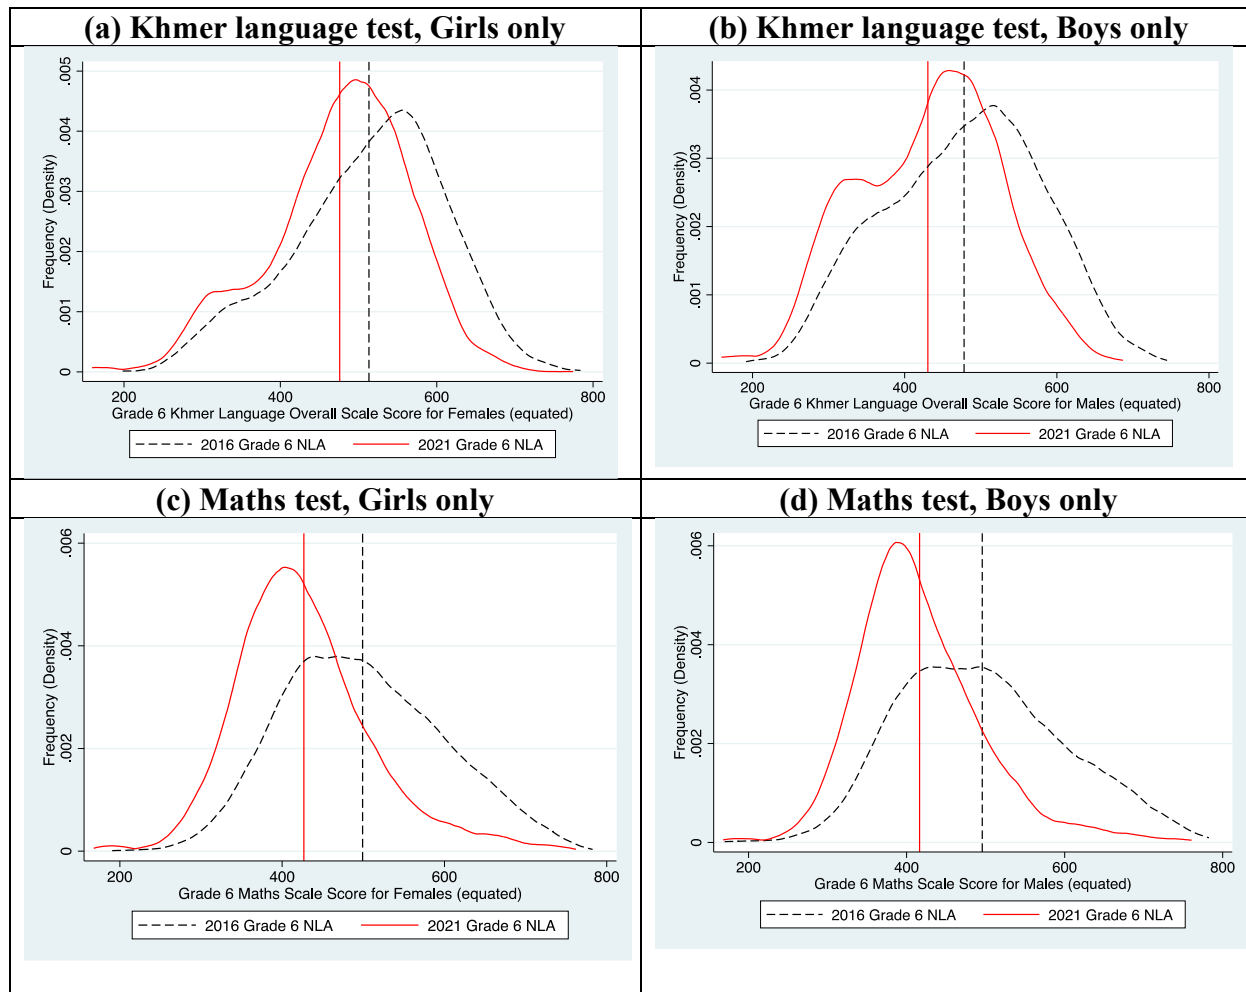 (a) Khmer language test, Girls only
Frequency (Density)
0 .001 .002 .003 .004 .005
200 400 600 800
Grade 6 Khmer Language Overall Scale Score for Females (equated)
2016 Grade 6 NLA 2021 Grade 6 NLA
(b) Khmer language test, Boys only
Frequency (Density)
0 .001 .002 .003 .004
200 400 600 800
Grade 6 Khmer Language Overall Scale Score for Males (equated)
2016 Grade 6 NLA 2021 Grade 6 NLA
(c) Maths test, Girls only
Frequency (Density)
0 .002 .004 .006
200 400 600 800
Grade 6 Maths Scale Score for Females (equated)
2016 Grade 6 NLA 2021 Grade 6 NLA
(d) Maths test, Boys only
Frequency (Density)
0 .002 .004 .006
200 400 600 800
Grade 6 Maths Scale Score for Males (equated)
2016 Grade 6 NLA 2021 Grade 6 NLA